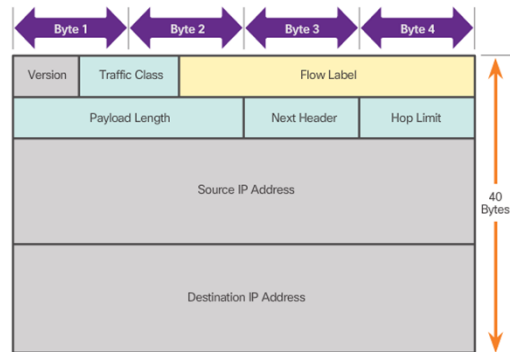 Byte 1 Byte 2 Byte 3 Byte 4
Version Traffic Class Flow Label
Payload Length Next Header Hop Limit
Source IP Address
40
Bytes
Destination IP Address